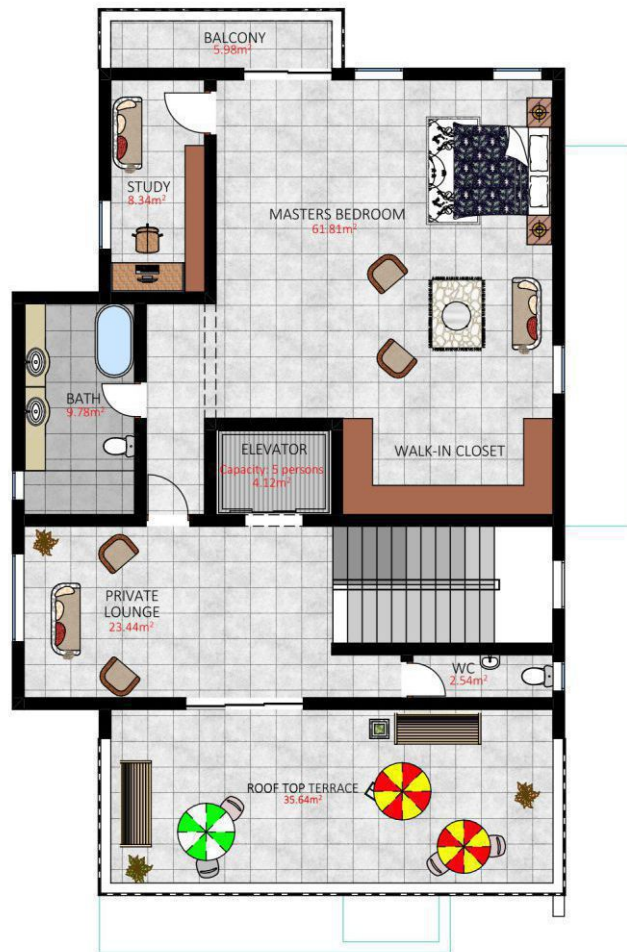 BALCONY
5.98m²
STUDY
8.34m²
MASTERS BEDROOM
61.81m²
BATH
9.78m²
ELEVATOR
Capacity: 5 persons
4.12m²
WALK-IN CLOSET
PRIVATE
LOUNGE
23.44m²
WC
2.54m²
ROOF TOP TERRACE
35.64m²